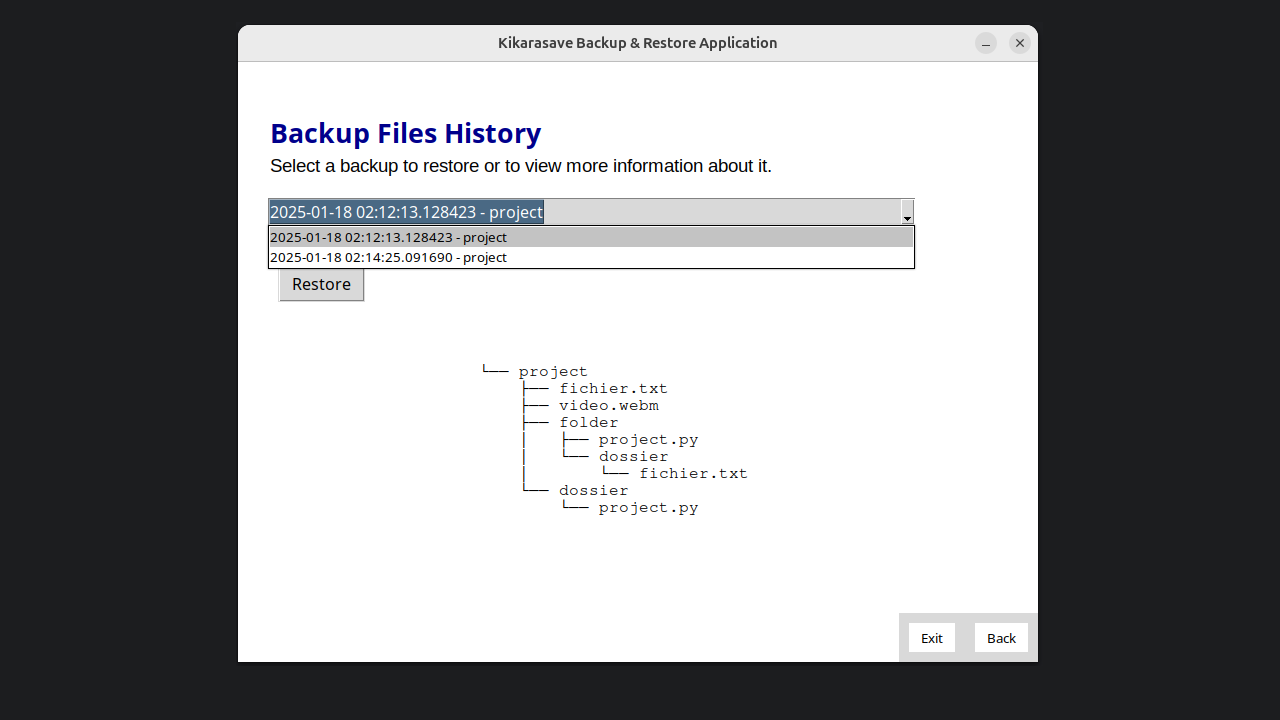 Kikarasave Backup & Restore Application
Backup Files History
Select a backup to restore or to view more information about it.
2025-01-18 02:12:13.128423 - project
2025-01-18 02:12:13.128423 - project
2025-01-18 02:14:25.091690 - project
Restore
└── project
    ├── fichier.txt
    ├── video.webm
    ├── folder
    │   ├── project.py
    │   └── dossier
    │       └── fichier.txt
    └── dossier
        └── project.py
Exit Back